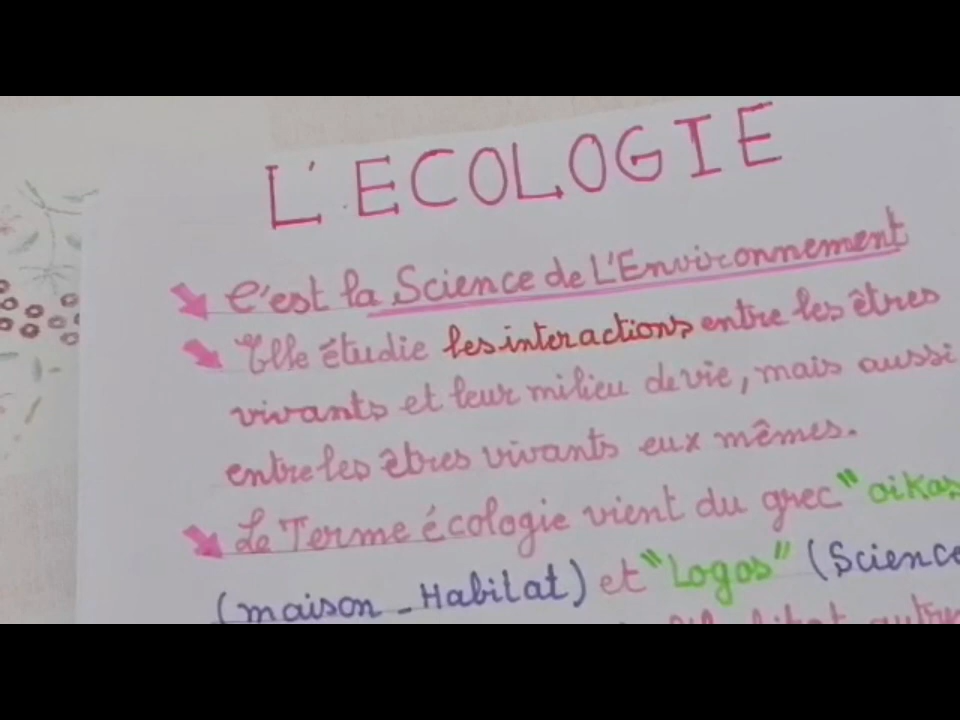 L'ECOLOGIE
C'est la Science de L'Environnement
Elle étudie les interactions entre les êtres
vivants et leur milieu de vie, mais aussi
entre les êtres vivants eux mêmes.
Le Terme écologie vient du grec "oikas
(maison - Habitat) et "Logos" (Science